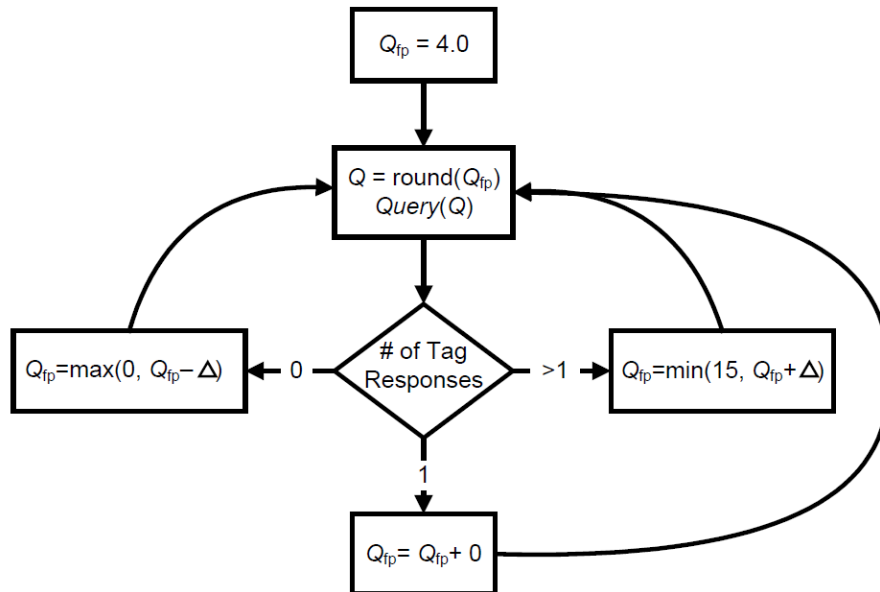 Qfp = 4.0
Q = round(Qfp)
Query(Q)
# of Tag
Responses
0
Qfp=max(0, Qfp− Δ)
>1
Qfp=min(15, Qfp+ Δ)
1
Qfp= Qfp+ 0